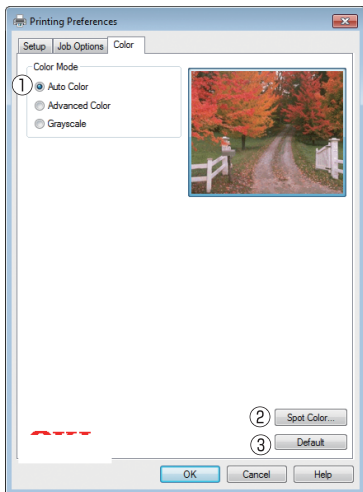 Printing Preferences
Setup Job Options Color
Color Mode
① Auto Color
Advanced Color
Grayscale
② Spot Color...
③ Default
OK Cancel Help